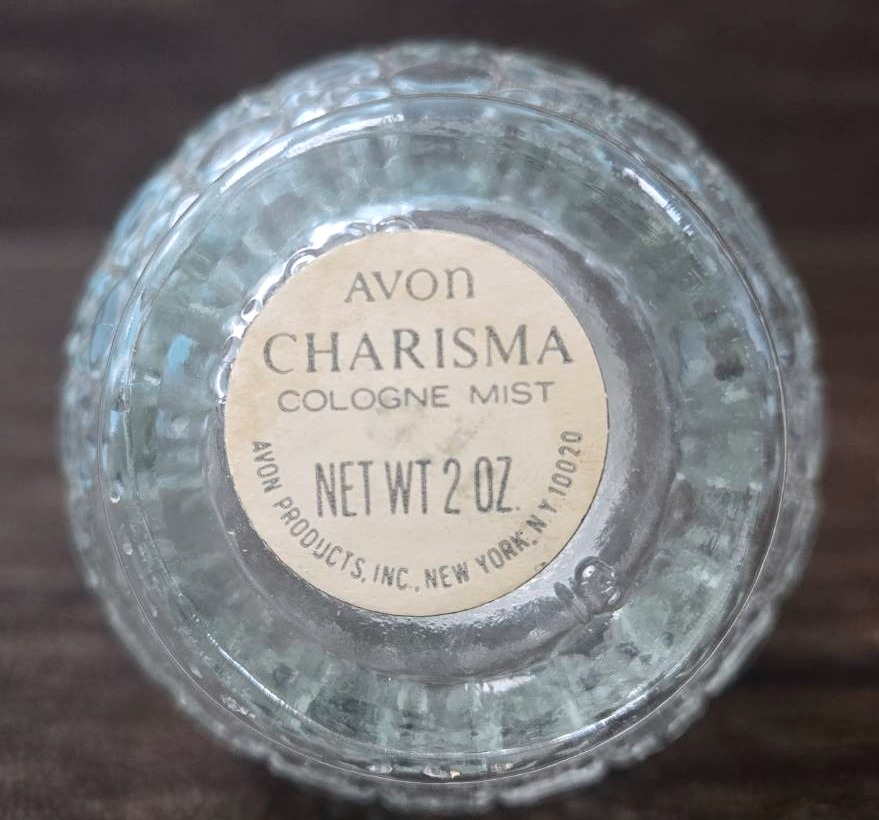 AVON
CHARISMA
COLOGNE MIST
NET WT 2 OZ.
AVON PRODUCTS, INC., NEW YORK, N.Y. 10020